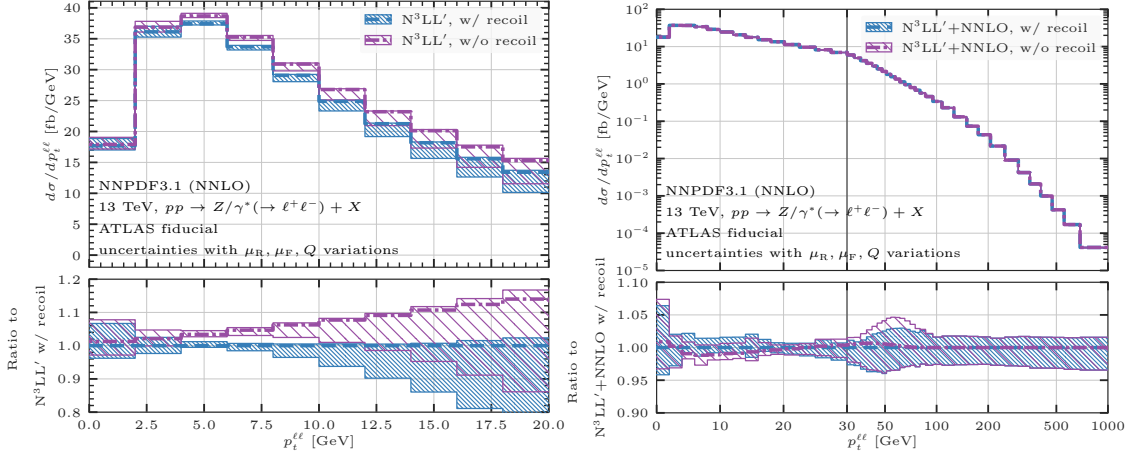 40
35
30
25
20
15
10
5
0
dσ/dp_t^{ℓℓ} [fb/GeV]
N³LL′, w/ recoil
N³LL′, w/o recoil
NNPDF3.1 (NNLO)
13 TeV, pp → Z/γ*(→ ℓ⁺ℓ⁻) + X
ATLAS fiducial
uncertainties with μ_R, μ_F, Q variations
1.2
1.1
1.0
0.9
0.8
Ratio to
N³LL′ w/ recoil
0.0 2.5 5.0 7.5 10.0 12.5 15.0 17.5 20.0
p_t^{ℓℓ} [GeV]
10²
10¹
10⁰
10⁻¹
10⁻²
10⁻³
10⁻⁴
10⁻⁵
dσ/dp_t^{ℓℓ} [fb/GeV]
N³LL′+NNLO, w/ recoil
N³LL′+NNLO, w/o recoil
NNPDF3.1 (NNLO)
13 TeV, pp → Z/γ*(→ ℓ⁺ℓ⁻) + X
ATLAS fiducial
uncertainties with μ_R, μ_F, Q variations
1.10
1.05
1.00
0.95
0.90
Ratio to
N³LL′+NNLO w/ recoil
0 10 20 30 50 100 200 500 1000
p_t^{ℓℓ} [GeV]